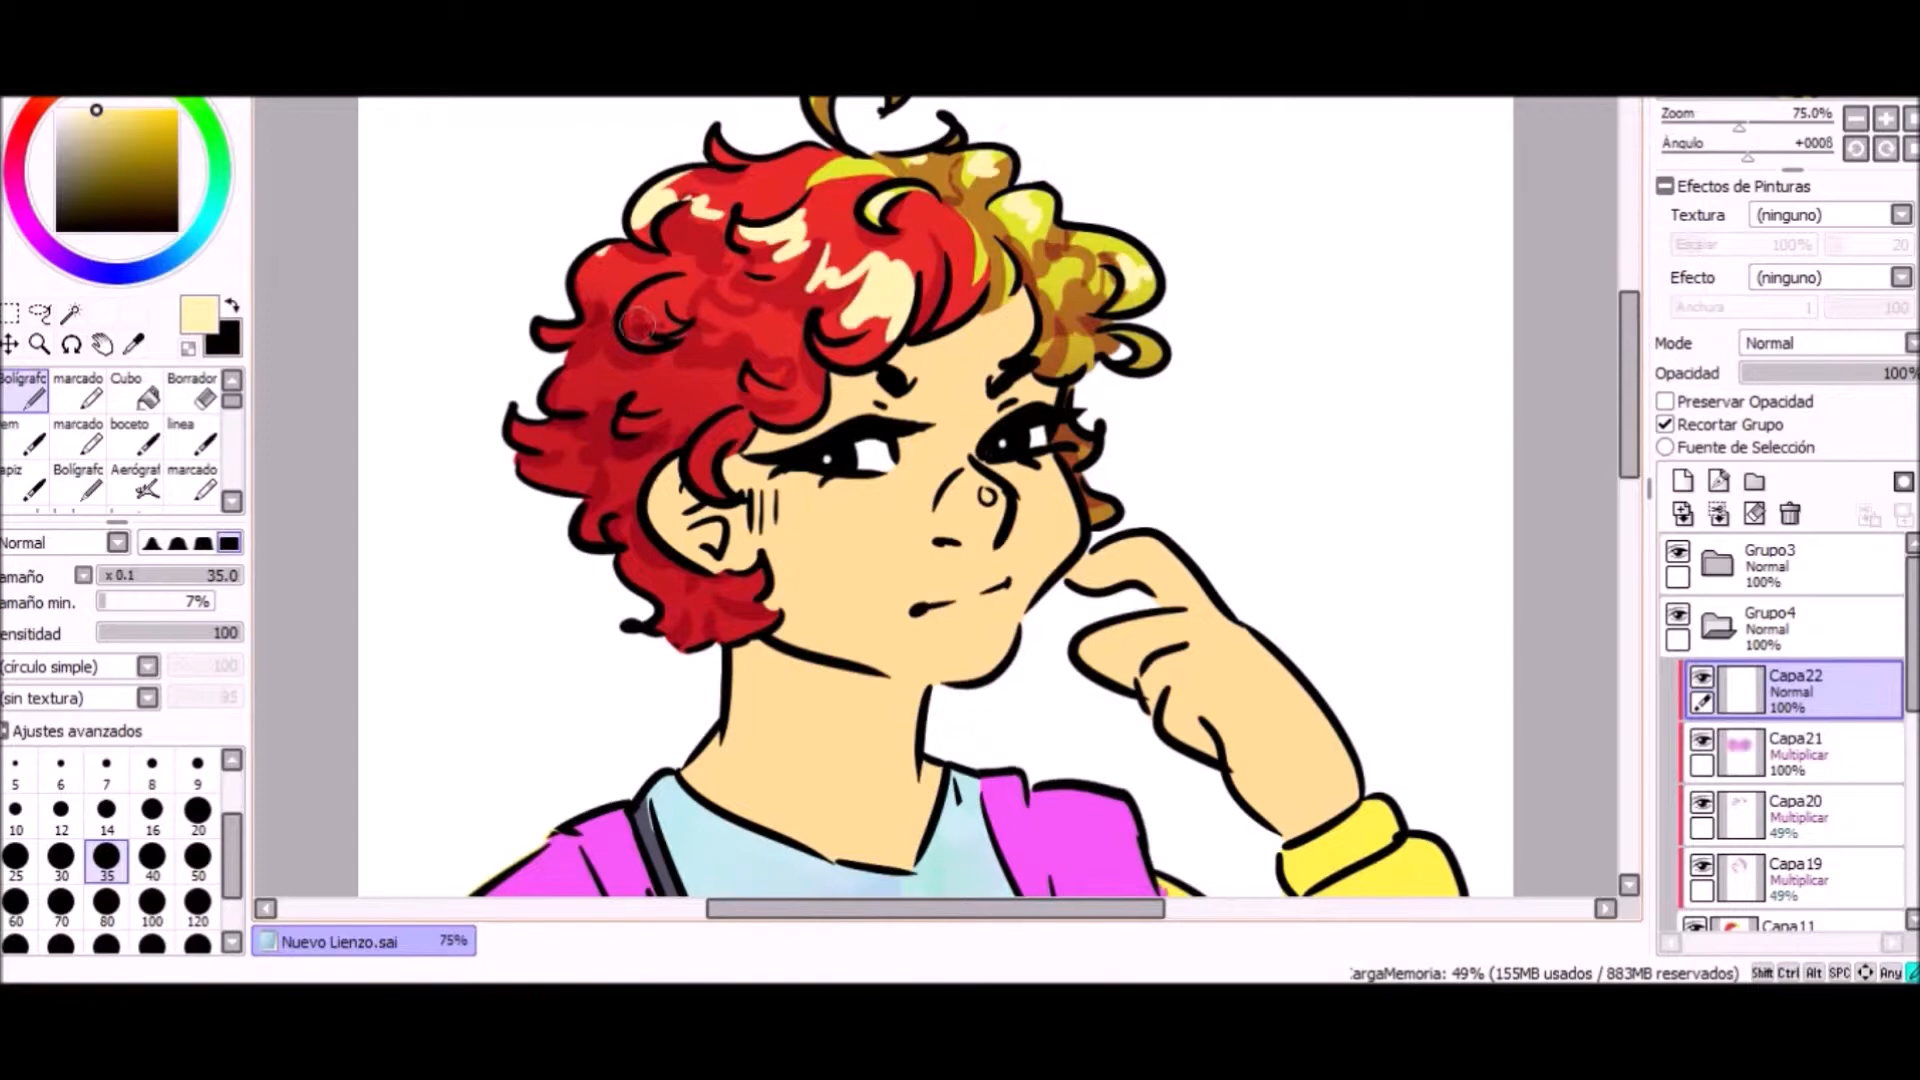 Zoom 75.0%
Ángulo +0008
Efectos de Pinturas
Textura (ninguno)
Escalar 100% 20
Efecto (ninguno)
Anchura 1 100
Mode Normal
Opacidad 100%
Preservar Opacidad
Recortar Grupo
Fuente de Selección
Grupo3
Normal
100%
Grupo4
Normal
100%
Capa22
Normal
100%
Capa21
Multiplicar
100%
Capa20
Multiplicar
49%
Capa19
Multiplicar
49%
Capa11
Bolígrafc marcado Cubo Borrador
em marcado boceto linea
apiz Bolígrafc Aerógraf marcado
Normal
amaño x 0.1 35.0
amaño min. 7%
ensitidad 100
(círculo simple) 100
(sin textura) 95
Ajustes avanzados
5 6 7 8 9
10 12 14 16 20
25 30 35 40 50
60 70 80 100 120
Nuevo Lienzo.sai 75%
CargaMemoria: 49% (155MB usados / 883MB reservados) Shift Ctrl Alt SPC Any